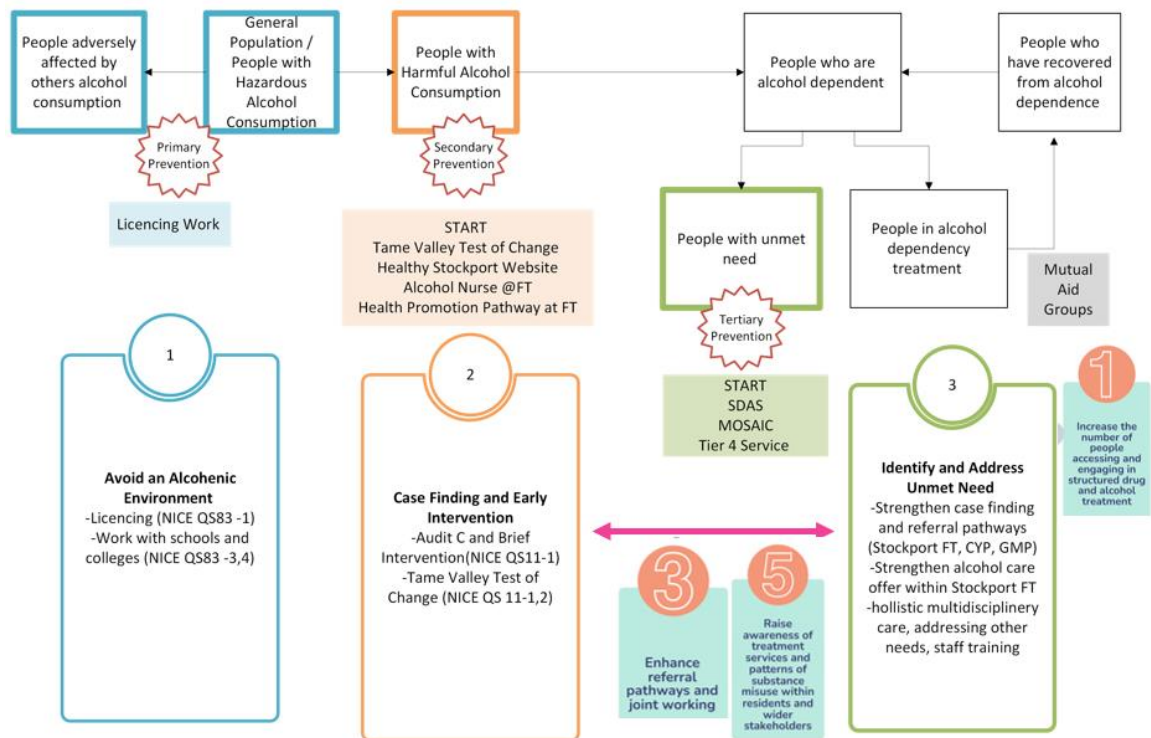 People adversely
affected by
others alcohol
consumption
General
Population /
People with
Hazardous
Alcohol
Consumption
People with
Harmful Alcohol
Consumption
People who are
alcohol dependent
People who
have recovered
from alcohol
dependence
Primary
Prevention
Secondary
Prevention
Licencing Work
START
Tame Valley Test of Change
Healthy Stockport Website
Alcohol Nurse @FT
Health Promotion Pathway at FT
People with unmet
need
People in alcohol
dependency
treatment
Mutual
Aid
Groups
Tertiary
Prevention
START
SDAS
MOSAIC
Tier 4 Service
1
Avoid an Alcohenic
Environment
-Licencing (NICE QS83 -1)
-Work with schools and
colleges (NICE QS83 -3,4)
2
Case Finding and Early
Intervention
-Audit C and Brief
Intervention(NICE QS11-1)
-Tame Valley Test of
Change (NICE QS 11-1,2)
3
Enhance
referral
pathways and
joint working
5
Raise
awareness of
treatment
services and
patterns of
substance
misuse within
residents and
wider
stakeholders
3
Identify and Address
Unmet Need
-Strengthen case finding
and referral pathways
(Stockport FT, CYP, GMP)
-Strengthen alcohol care
offer within Stockport FT
-hollistic multidisciplinery
care, addressing other
needs, staff training
1
Increase the
number of
people
accessing and
engaging in
structured drug
and alcohol
treatment